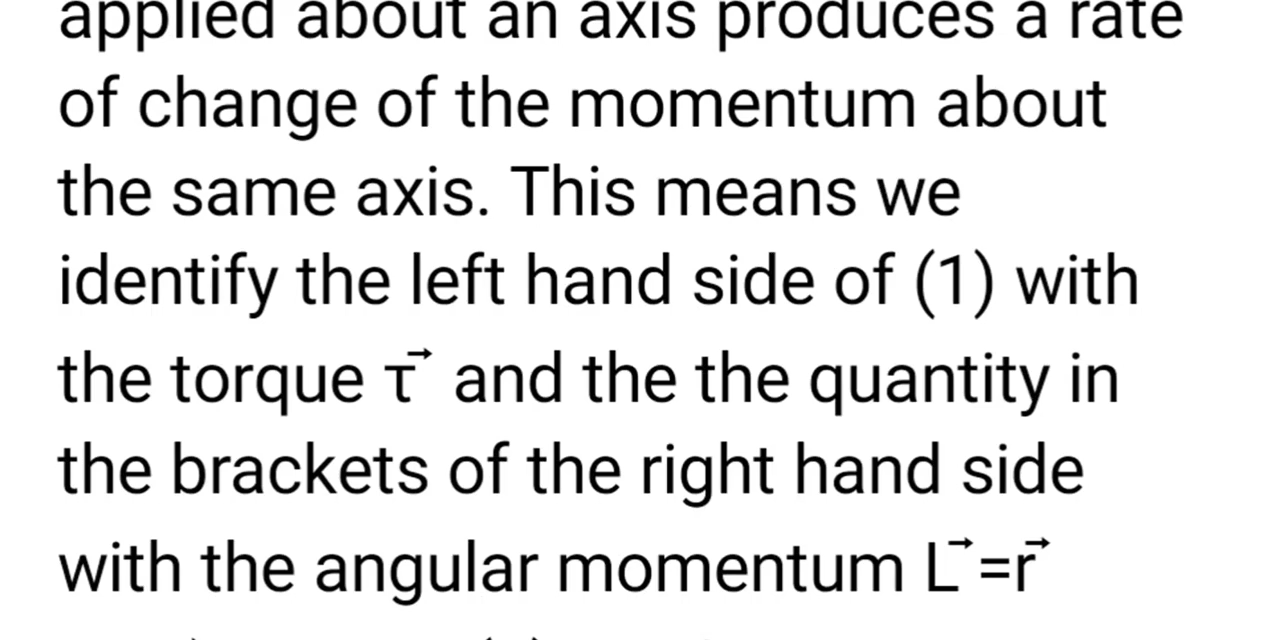 applied about an axis produces a rate
of change of the momentum about
the same axis. This means we
identify the left hand side of (1) with
the torque τ⃗ and the the quantity in
the brackets of the right hand side
with the angular momentum L⃗=r⃗